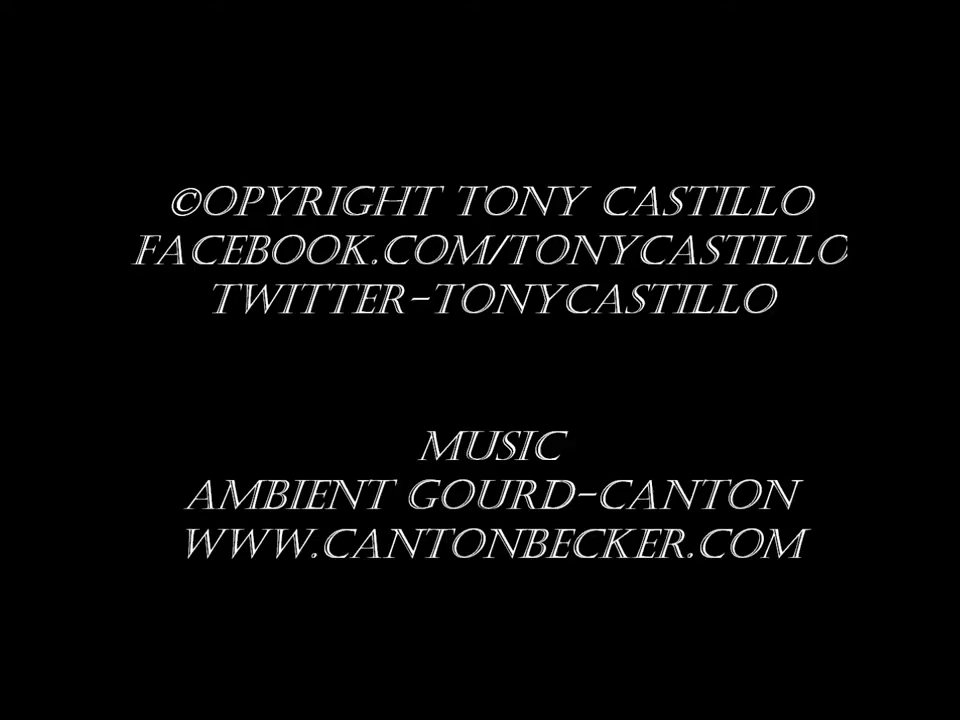 ©OPYRIGHT TONY CASTILLO
FACEBOOK.COM/TONYCASTILLO
TWITTER-TONYCASTILLO
MUSIC
AMBIENT GOURD-CANTON
WWW.CANTONBECKER.COM